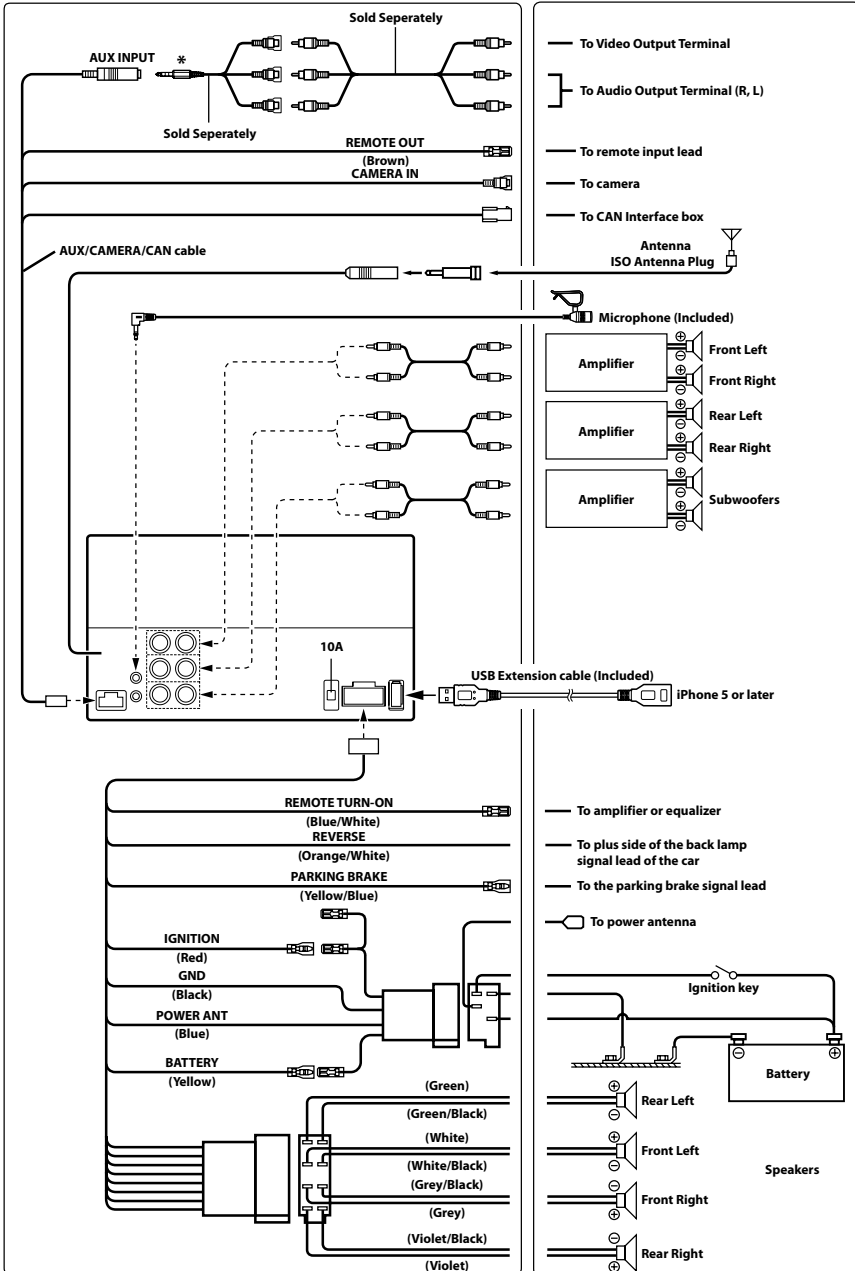 Sold Seperately
AUX INPUT
*
To Video Output Terminal
To Audio Output Terminal (R, L)
Sold Seperately
REMOTE OUT
(Brown)
To remote input lead
CAMERA IN
To camera
To CAN Interface box
AUX/CAMERA/CAN cable
Antenna
ISO Antenna Plug
Microphone (Included)
Amplifier
⊕
⊖
Front Left
⊕
⊖
Front Right
Amplifier
⊕
⊖
Rear Left
⊕
⊖
Rear Right
Amplifier
⊕
⊖
Subwoofers
⊕
⊖
10A
USB Extension cable (Included)
iPhone 5 or later
REMOTE TURN-ON
(Blue/White)
To amplifier or equalizer
REVERSE
(Orange/White)
To plus side of the back lamp
signal lead of the car
PARKING BRAKE
(Yellow/Blue)
To the parking brake signal lead
To power antenna
IGNITION
(Red)
GND
(Black)
POWER ANT
(Blue)
BATTERY
(Yellow)
Ignition key
⊖
⊕
Battery
(Green)
(Green/Black)
⊕
⊖
Rear Left
(White)
(White/Black)
⊕
⊖
Front Left
Speakers
(Grey/Black)
(Grey)
⊖
⊕
Front Right
(Violet/Black)
(Violet)
⊖
⊕
Rear Right